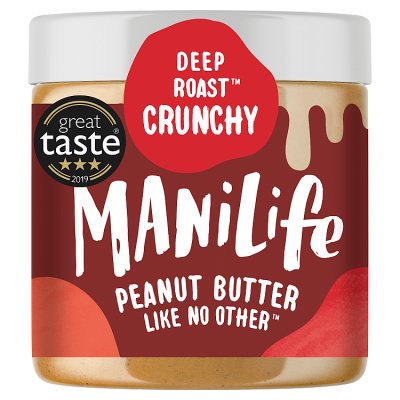 DEEP
ROAST™
CRUNCHY
great
taste®
2019
MANiLife
PEANUT BUTTER
LIKE NO OTHER™